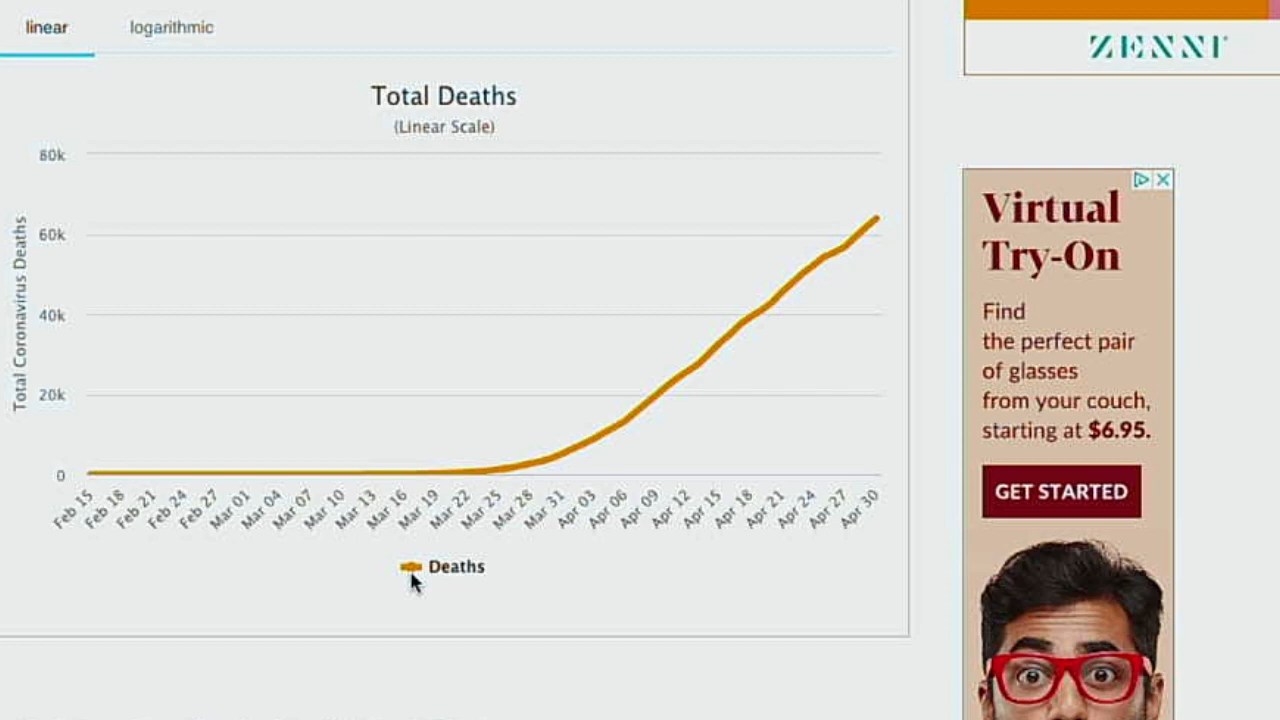 linear
logarithmic
Total Deaths
(Linear Scale)
Total Coronavirus Deaths
80k
60k
40k
20k
0
Feb 15
Feb 18
Feb 21
Feb 24
Feb 27
Mar 01
Mar 04
Mar 07
Mar 10
Mar 13
Mar 16
Mar 19
Mar 22
Mar 25
Mar 28
Mar 31
Apr 03
Apr 06
Apr 09
Apr 12
Apr 15
Apr 18
Apr 21
Apr 24
Apr 27
Apr 30
Deaths
ZENNI
Virtual
Try-On
Find
the perfect pair
of glasses
from your couch,
starting at $6.95.
GET STARTED